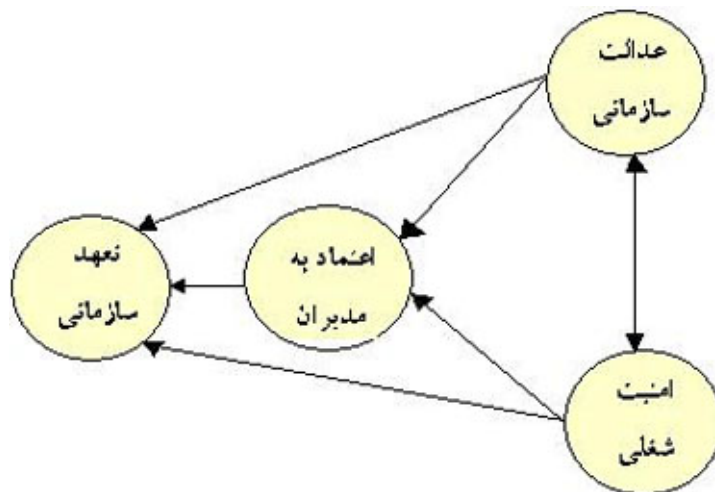 عدالت
سازمانی
اعتماد به
مدیران
تعهد
سازمانی
امنیت
شغلی